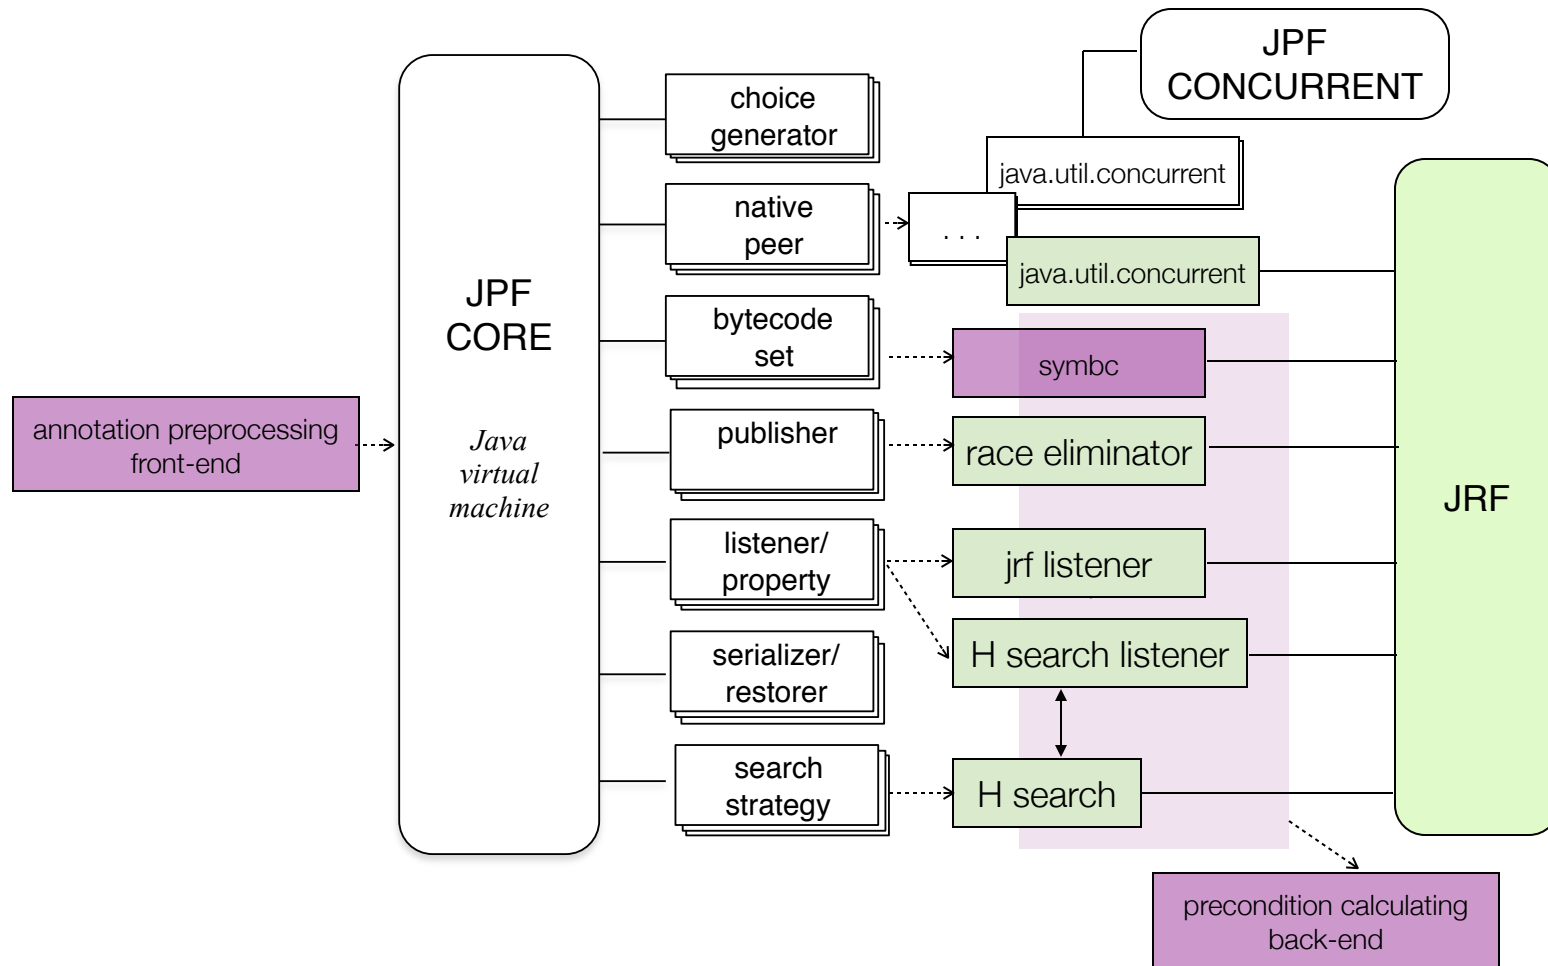 JPF
CONCURRENT
choice
generator
java.util.concurrent
native
peer
. . .
java.util.concurrent
JPF
CORE
bytecode
set
symbc
annotation preprocessing
front-end
Java
virtual
machine
publisher
race eliminator
JRF
listener/
property
jrf listener
serializer/
restorer
H search listener
search
strategy
H search
precondition calculating
back-end